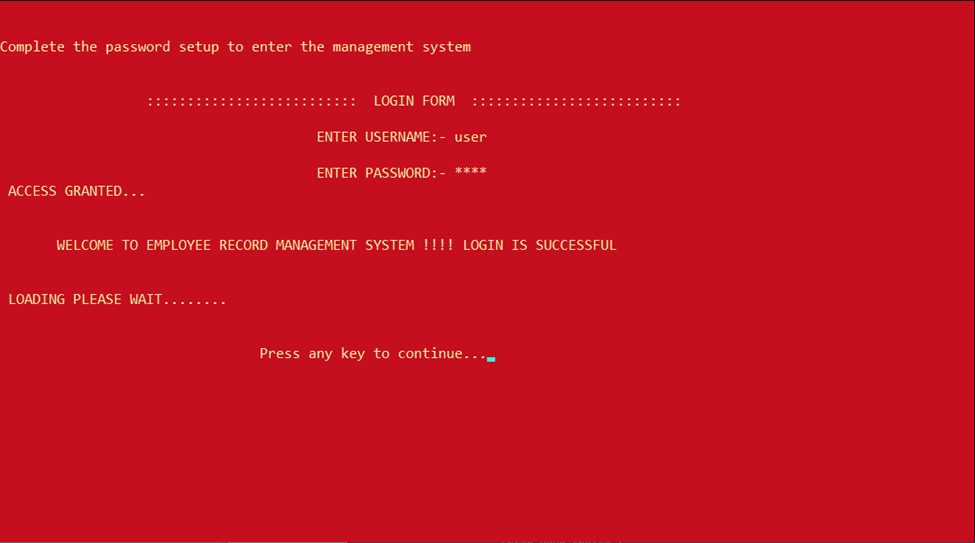 Complete the password setup to enter the management system
:::::::::::::::::::::::::: LOGIN FORM ::::::::::::::::::::::::::
ENTER USERNAME:- user
ENTER PASSWORD:- ****
ACCESS GRANTED...
WELCOME TO EMPLOYEE RECORD MANAGEMENT SYSTEM !!!! LOGIN IS SUCCESSFUL
LOADING PLEASE WAIT........
Press any key to continue...